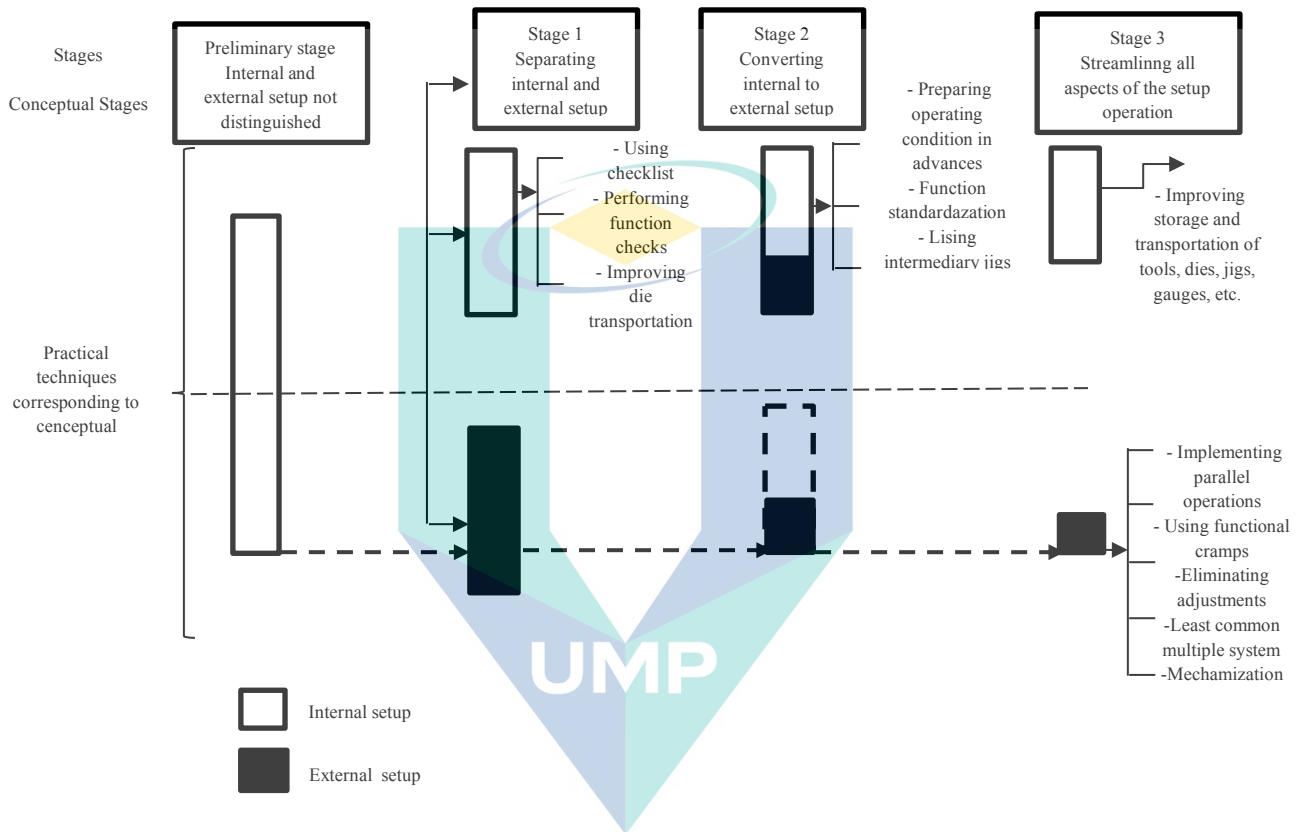 Stages
Conceptual Stages
Preliminary stage
Internal and
external setup not
distinguished
Stage 1
Separating
internal and
external setup
Stage 2
Converting
internal to
external setup
Stage 3
Streamlinng all
aspects of the setup
operation
- Using
checklist
- Performing
function
checks
- Improving
die
transportation
- Preparing
operating
condition in
advances
- Function
standardazation
- Lising
intermediary jigs
- Improving
storage and
transportation of
tools, dies, jigs,
gauges, etc.
Practical
techniques
corresponding to
cenceptual
- Implementing
parallel
operations
- Using functional
cramps
-Eliminating
adjustments
-Least common
multiple system
-Mechamization
UMP
Internal setup
External setup